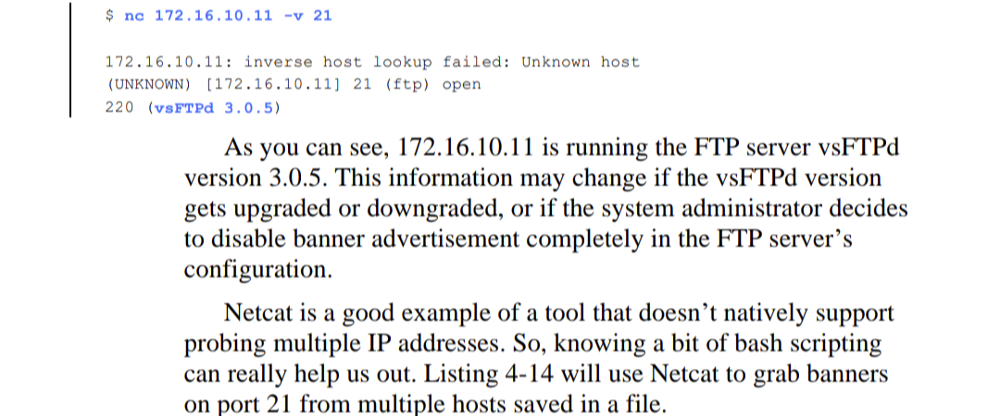 $ nc 172.16.10.11 -v 21
172.16.10.11: inverse host lookup failed: Unknown host
(UNKNOWN) [172.16.10.11] 21 (ftp) open
220 (vsFTPd 3.0.5)
As you can see, 172.16.10.11 is running the FTP server vsFTPd
version 3.0.5. This information may change if the vsFTPd version
gets upgraded or downgraded, or if the system administrator decides
to disable banner advertisement completely in the FTP server’s
configuration.
Netcat is a good example of a tool that doesn’t natively support
probing multiple IP addresses. So, knowing a bit of bash scripting
can really help us out. Listing 4-14 will use Netcat to grab banners
on port 21 from multiple hosts saved in a file.